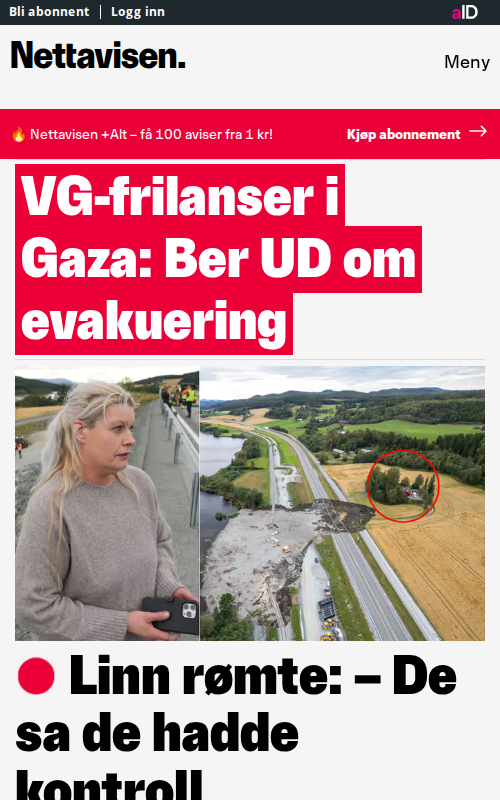 Bli abonnent | Logg inn
aID
Nettavisen.
Meny
🔥 Nettavisen +Alt – få 100 aviser fra 1 kr!
Kjøp abonnement →
VG-frilanser i
Gaza: Ber UD om
evakuering
Linn rømte: – De
sa de hadde
kontroll